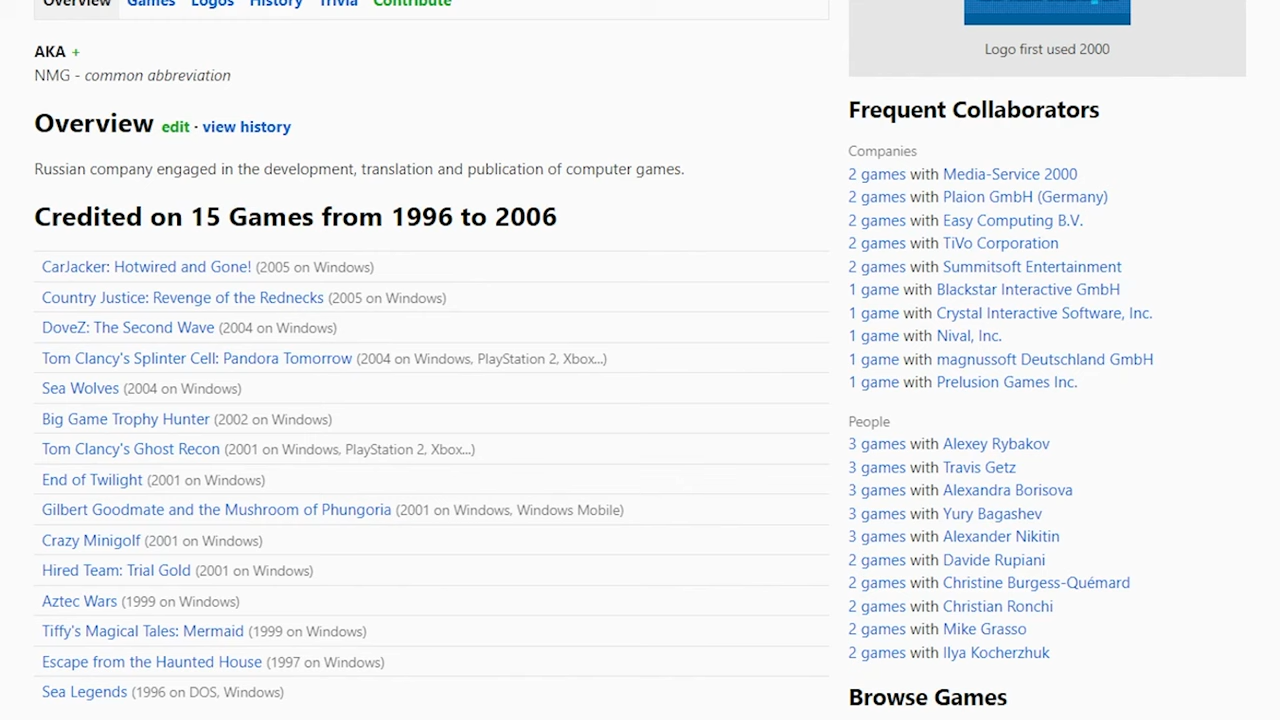 Overview Games Logos History Trivia Contribute
AKA +
NMG - common abbreviation
Overview edit · view history
Russian company engaged in the development, translation and publication of computer games.
Credited on 15 Games from 1996 to 2006
CarJacker: Hotwired and Gone! (2005 on Windows)
Country Justice: Revenge of the Rednecks (2005 on Windows)
DoveZ: The Second Wave (2004 on Windows)
Tom Clancy's Splinter Cell: Pandora Tomorrow (2004 on Windows, PlayStation 2, Xbox...)
Sea Wolves (2004 on Windows)
Big Game Trophy Hunter (2002 on Windows)
Tom Clancy's Ghost Recon (2001 on Windows, PlayStation 2, Xbox...)
End of Twilight (2001 on Windows)
Gilbert Goodmate and the Mushroom of Phungoria (2001 on Windows, Windows Mobile)
Crazy Minigolf (2001 on Windows)
Hired Team: Trial Gold (2001 on Windows)
Aztec Wars (1999 on Windows)
Tiffy's Magical Tales: Mermaid (1999 on Windows)
Escape from the Haunted House (1997 on Windows)
Sea Legends (1996 on DOS, Windows)
Logo first used 2000
Frequent Collaborators
Companies
2 games with Media-Service 2000
2 games with Plaion GmbH (Germany)
2 games with Easy Computing B.V.
2 games with TiVo Corporation
2 games with Summitsoft Entertainment
1 game with Blackstar Interactive GmbH
1 game with Crystal Interactive Software, Inc.
1 game with Nival, Inc.
1 game with magnussoft Deutschland GmbH
1 game with Prelusion Games Inc.
People
3 games with Alexey Rybakov
3 games with Travis Getz
3 games with Alexandra Borisova
3 games with Yury Bagashev
3 games with Alexander Nikitin
2 games with Davide Rupiani
2 games with Christine Burgess-Quémard
2 games with Christian Ronchi
2 games with Mike Grasso
2 games with Ilya Kocherzhuk
Browse Games